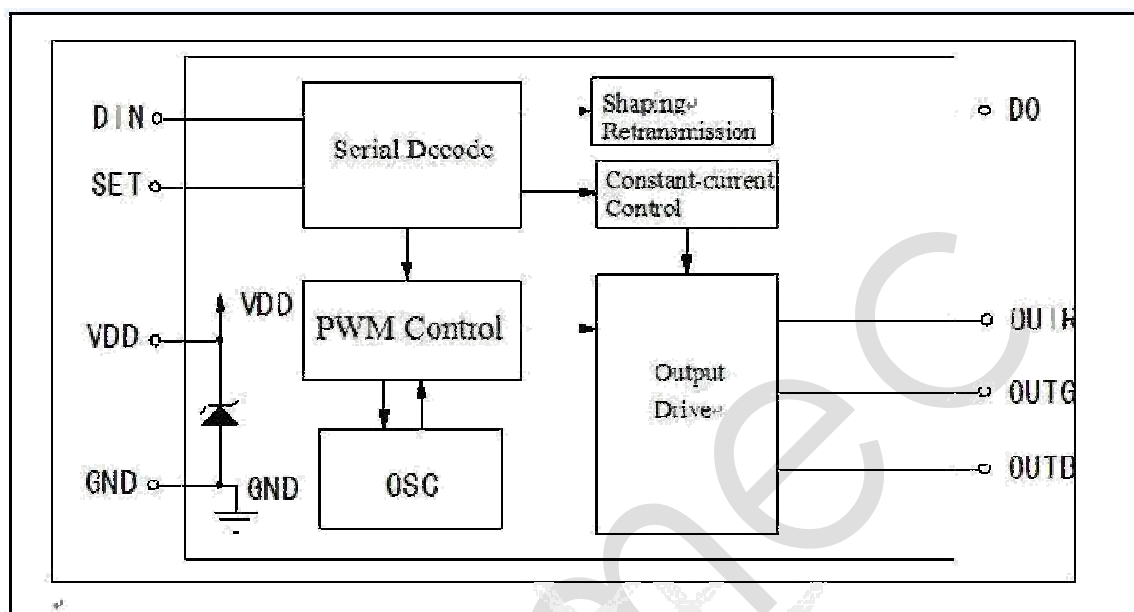 DIN
SET
VDD
GND
VDD
GND
Serial Decode
PWM Control
OSC
Shaping
Retransmission
Constant-current
Control
Output
Drive
DO
OUTG
OUTB